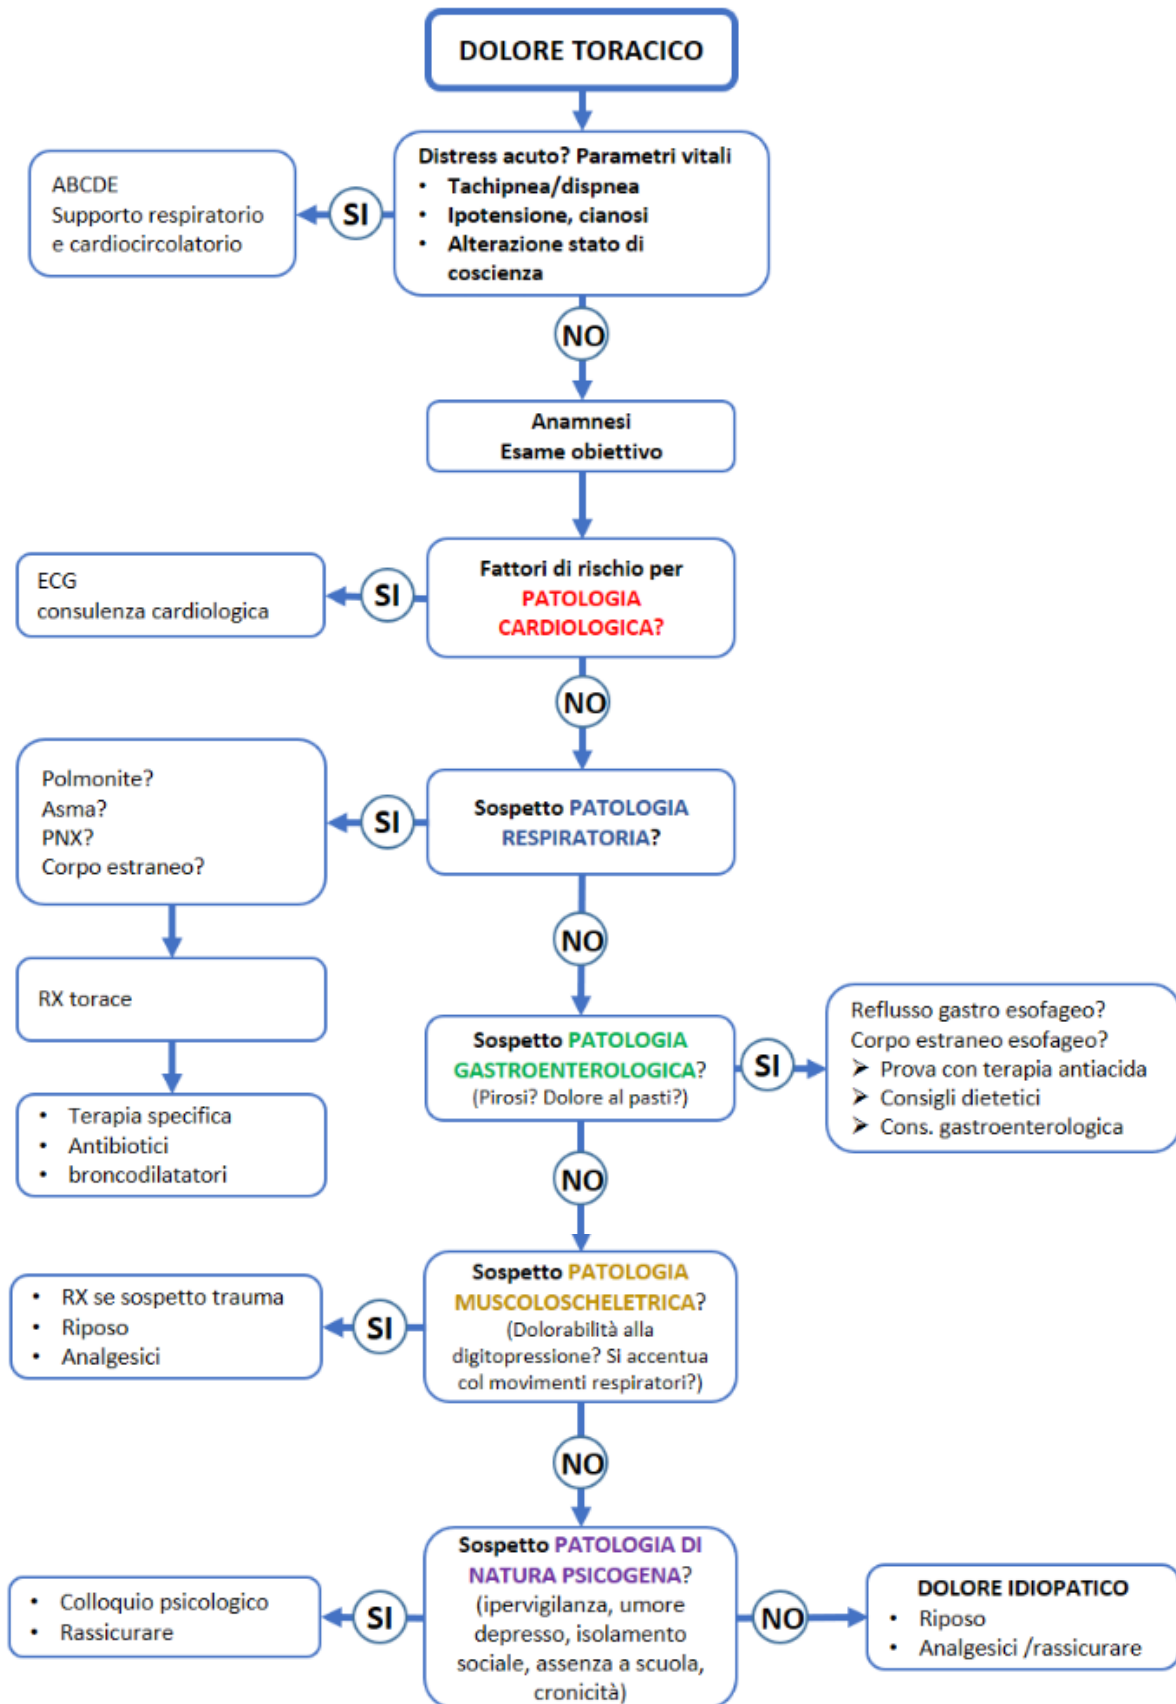 DOLORE TORACICO
Distress acuto? Parametri vitali
• Tachipnea/dispnea
• Ipotensione, cianosi
• Alterazione stato di
coscienza
SI
ABCDE
Supporto respiratorio
e cardiocircolatorio
NO
Anamnesi
Esame obiettivo
Fattori di rischio per
PATOLOGIA
CARDIOLOGICA?
SI
ECG
consulenza cardiologica
NO
Sospetto PATOLOGIA
RESPIRATORIA?
SI
Polmonite?
Asma?
PNX?
Corpo estraneo?
RX torace
• Terapia specifica
• Antibiotici
• broncodilatatori
NO
Sospetto PATOLOGIA
GASTROENTEROLOGICA?
(Pirosi? Dolore al pasti?)
SI
Reflusso gastro esofageo?
Corpo estraneo esofageo?
➢ Prova con terapia antiacida
➢ Consigli dietetici
➢ Cons. gastroenterologica
NO
Sospetto PATOLOGIA
MUSCOLOSCHELETRICA?
(Dolorabilità alla
digitopressione? Si accentua
col movimenti respiratori?)
SI
• RX se sospetto trauma
• Riposo
• Analgesici
NO
Sospetto PATOLOGIA DI
NATURA PSICOGENA?
(ipervigilanza, umore
depresso, isolamento
sociale, assenza a scuola,
cronicità)
SI
• Colloquio psicologico
• Rassicurare
NO
DOLORE IDIOPATICO
• Riposo
• Analgesici /rassicurare